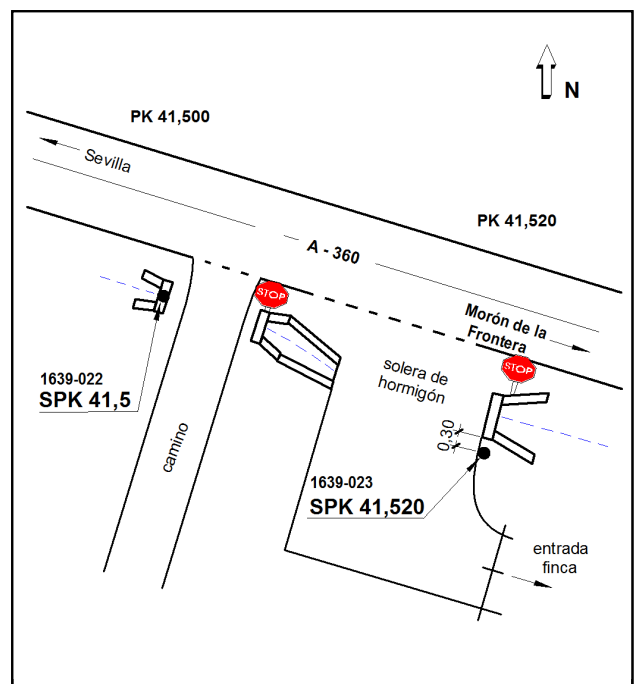 N
PK 41,500
Sevilla
PK 41,520
A - 360
STOP
Morón de la
Frontera
STOP
solera de
hormigón
1639-022
SPK 41,5
camino
0,30
1639-023
SPK 41,520
entrada
finca